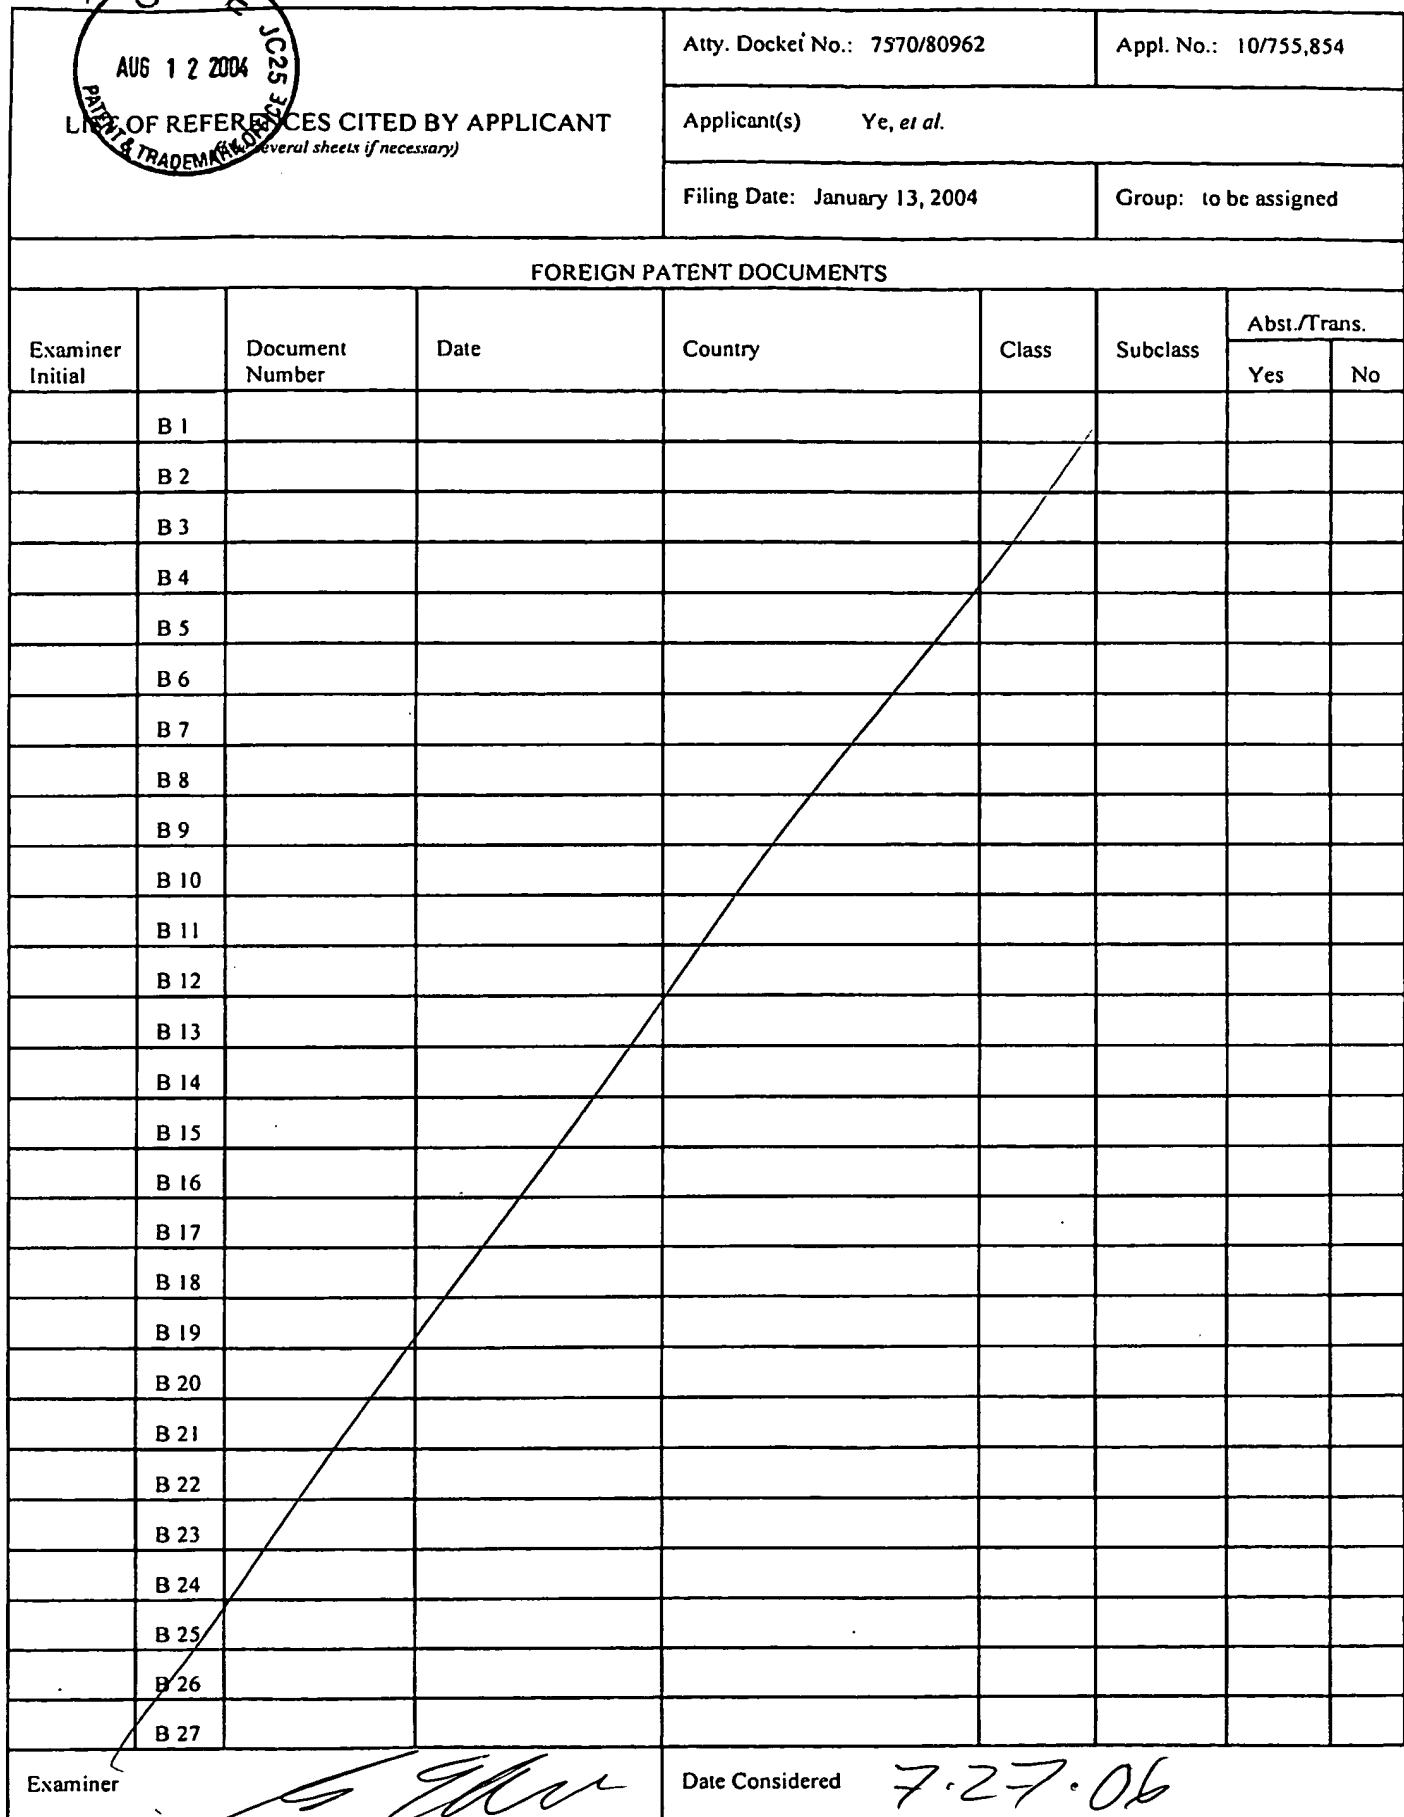 JC25
AUG 1 2 2004
PATENT & TRADEMARK OFFICE
OF REFERENCES CITED BY APPLICANT
several sheets if necessary)
Atty. Docket No.: 7570/80962
Appl. No.: 10/755,854
Applicant(s) Ye, et al.
Filing Date: January 13, 2004
Group: to be assigned
FOREIGN PATENT DOCUMENTS
Examiner Initial
Document Number
Date
Country
Class
Subclass
Abst./Trans.
Yes
No
B 1
B 2
B 3
B 4
B 5
B 6
B 7
B 8
B 9
B 10
B 11
B 12
B 13
B 14
B 15
B 16
B 17
B 18
B 19
B 20
B 21
B 22
B 23
B 24
B 25
B 26
B 27
Examiner
Date Considered 7.27.06